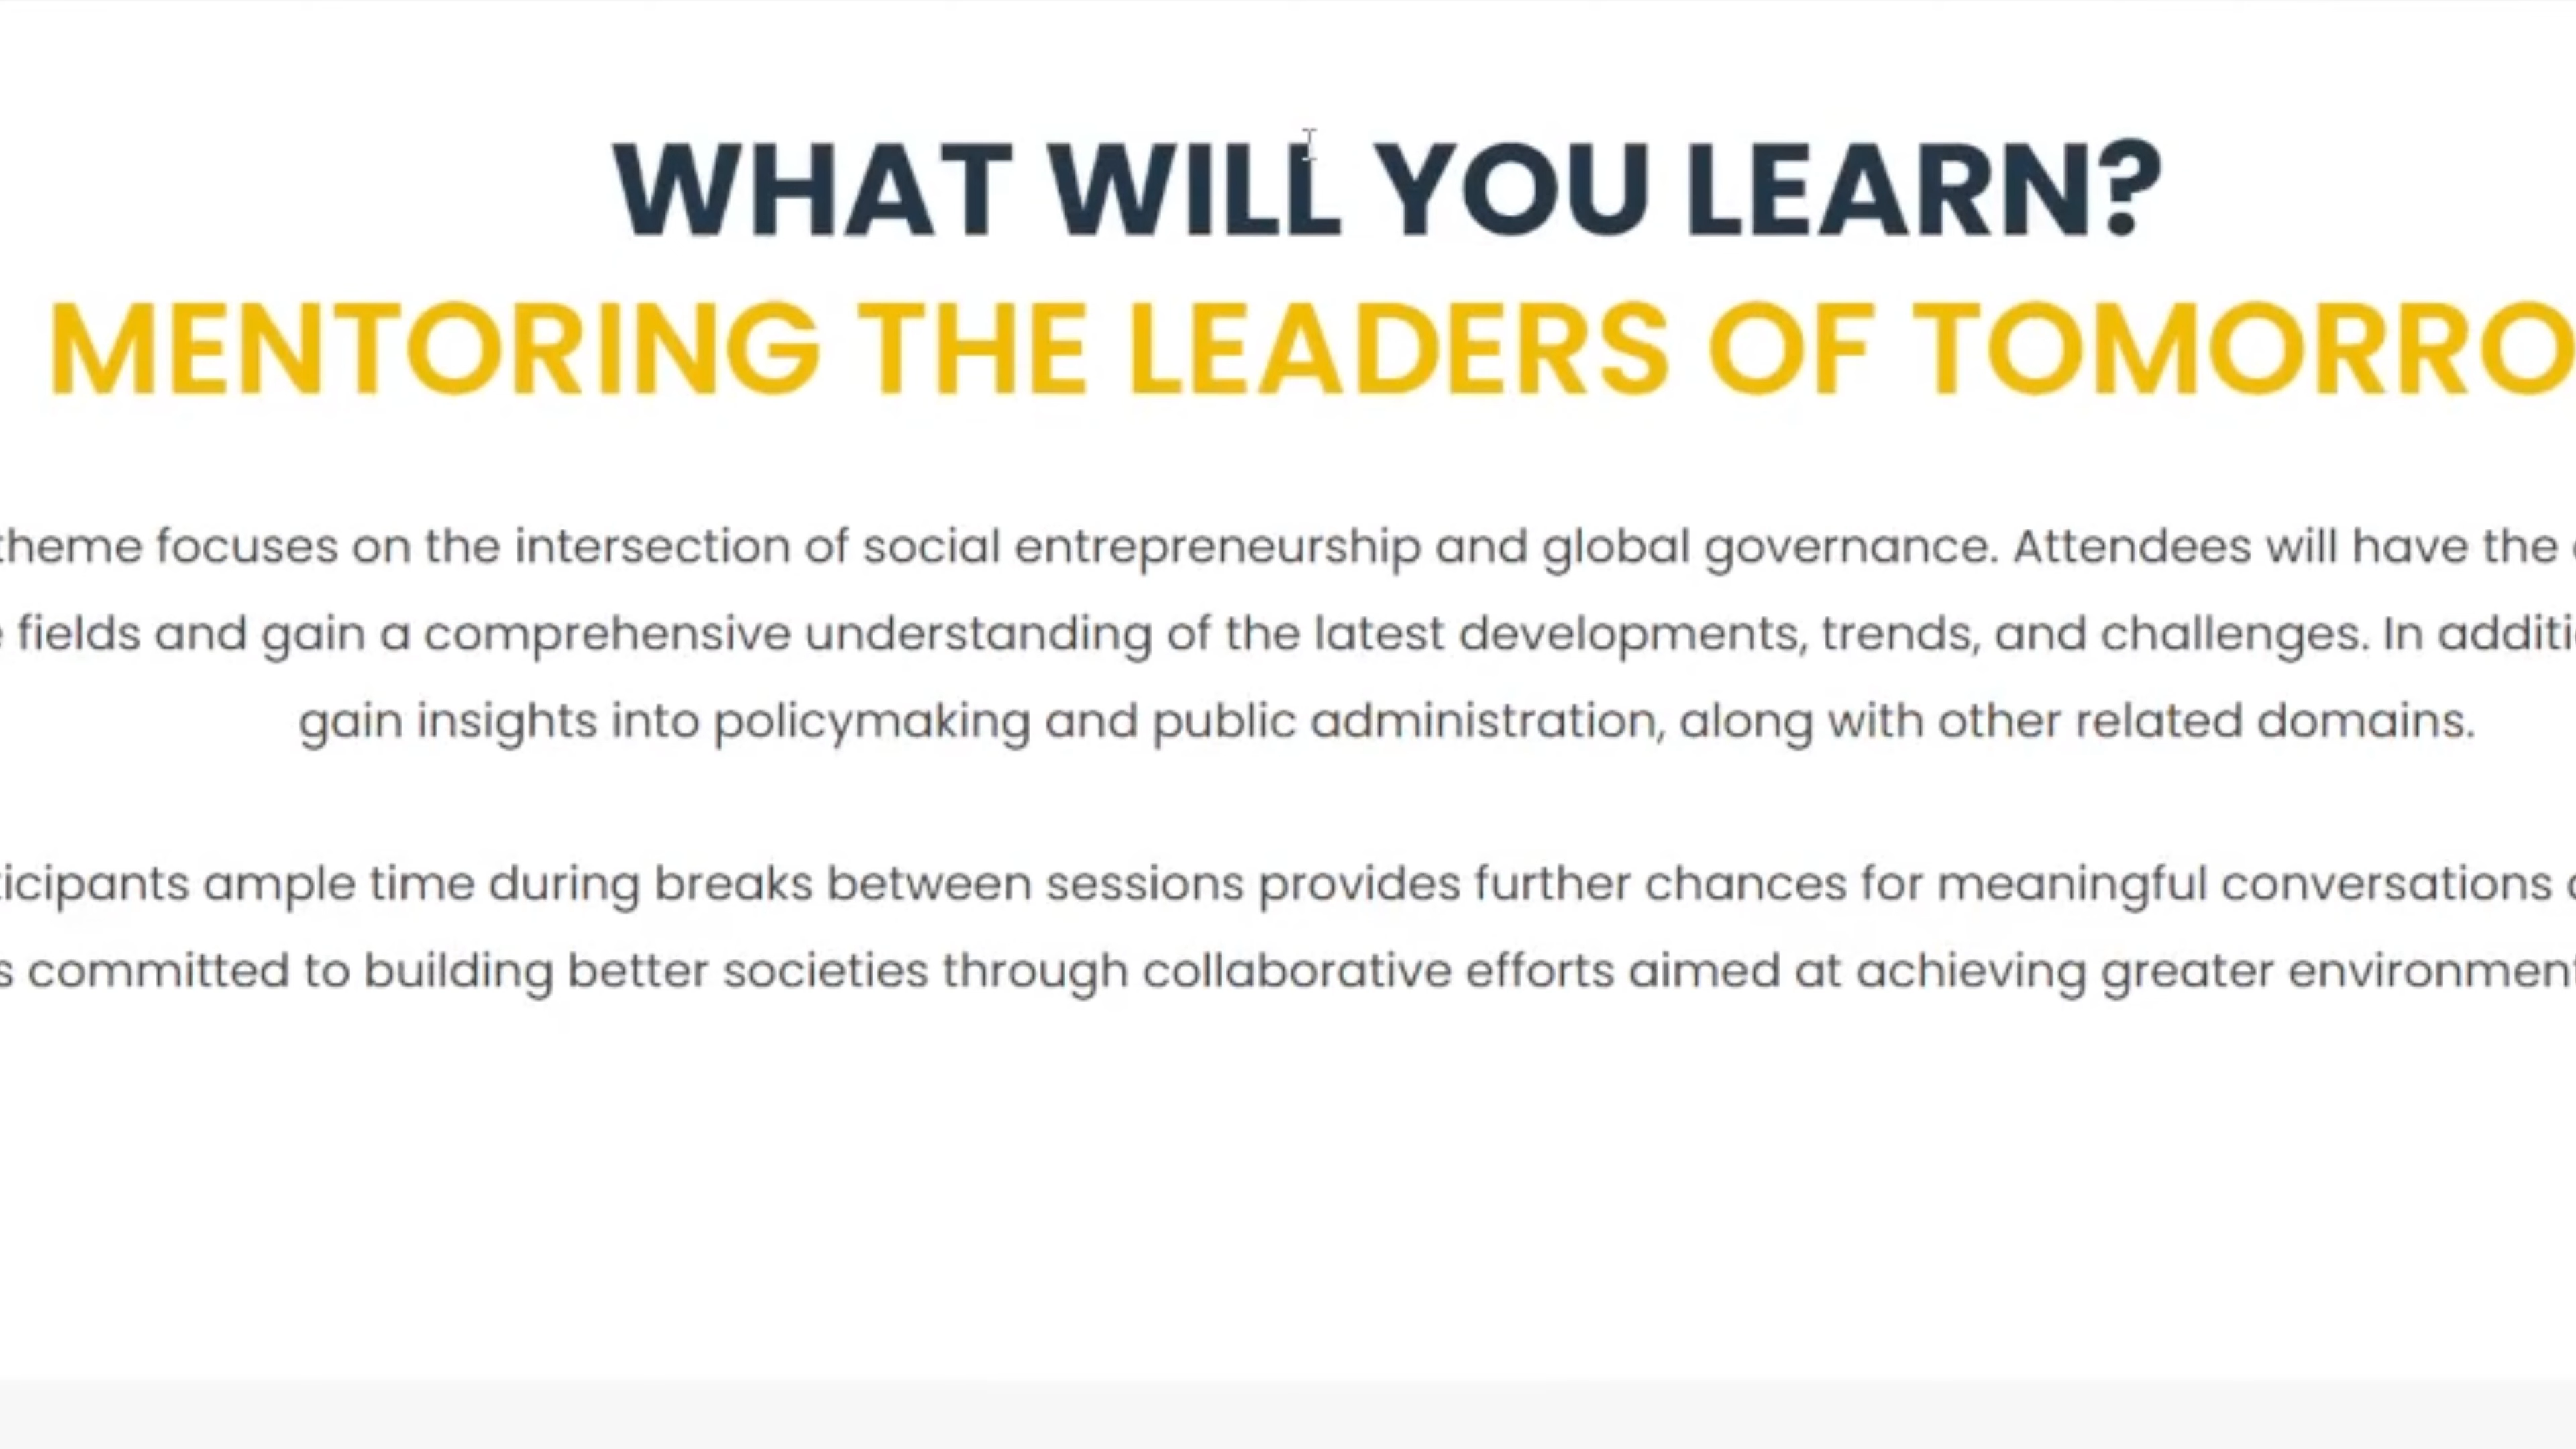 WHAT WILL YOU LEARN?
MENTORING THE LEADERS OF TOMORRO
theme focuses on the intersection of social entrepreneurship and global governance. Attendees will have the
fields and gain a comprehensive understanding of the latest developments, trends, and challenges. In additi
gain insights into policymaking and public administration, along with other related domains.
icipants ample time during breaks between sessions provides further chances for meaningful conversations
s committed to building better societies through collaborative efforts aimed at achieving greater environment